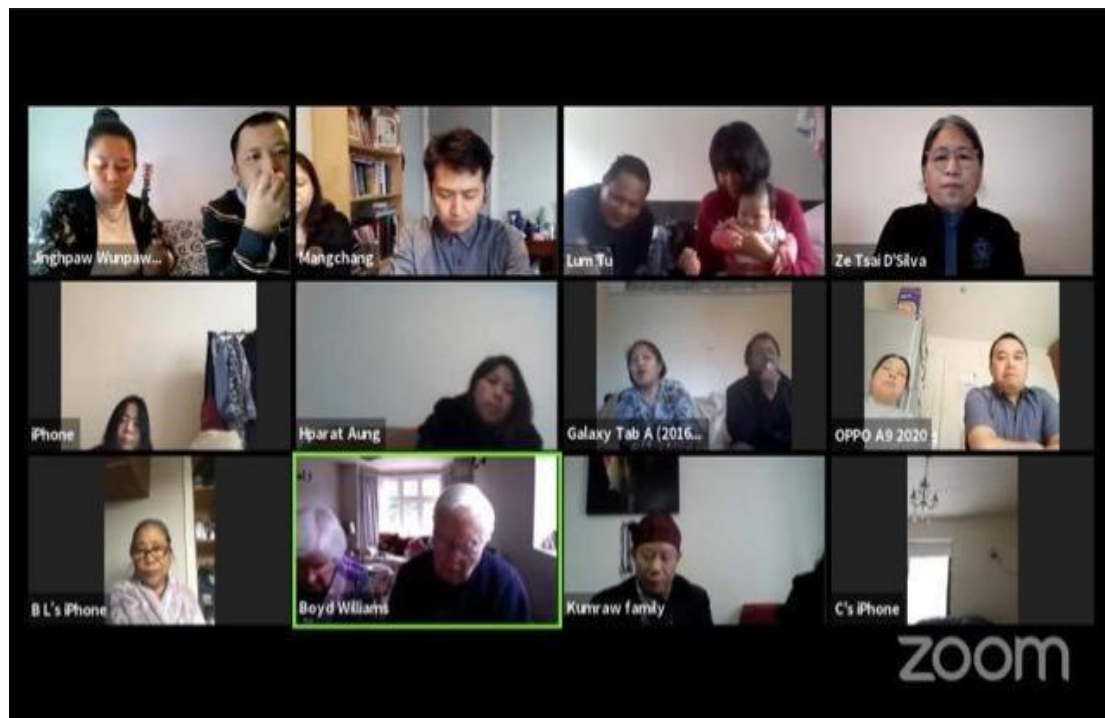 Jinghpaw Wunpaw...
Mangchang
Lum Tu
Ze Tsai D'Silva
iPhone
Hparat Aung
Galaxy Tab A (2016...
OPPO A9 2020
B L's iPhone
Boyd Williams
Kumraw family
C's iPhone
zoom